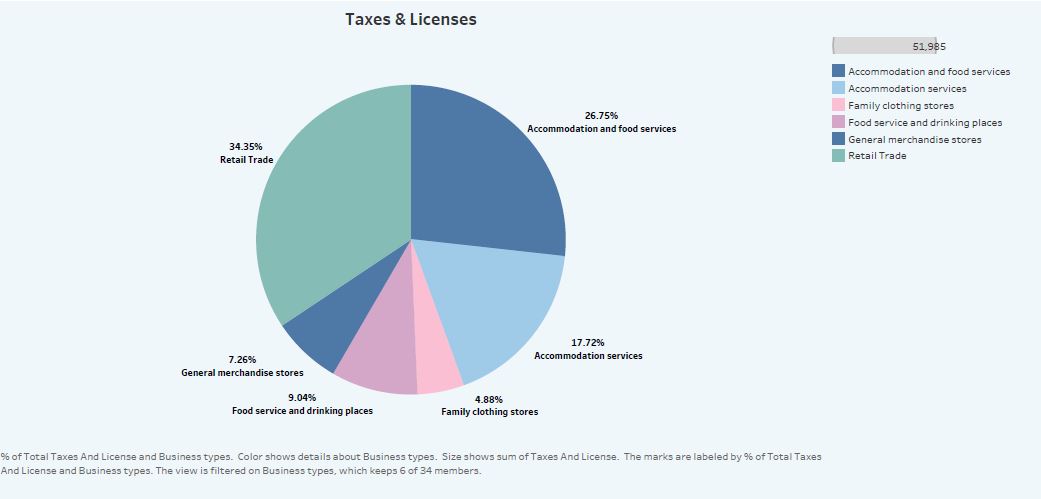 Taxes & Licenses
51,985
Accommodation and food services
Accommodation services
Family clothing stores
Food service and drinking places
General merchandise stores
Retail Trade
26.75%
Accommodation and food services
34.35%
Retail Trade
17.72%
Accommodation services
7.26%
General merchandise stores
9.04%
Food service and drinking places
4.88%
Family clothing stores
% of Total Taxes And License and Business types.  Color shows details about Business types.  Size shows sum of Taxes And License.  The marks are labeled by % of Total Taxes
And License and Business types. The view is filtered on Business types, which keeps 6 of 34 members.